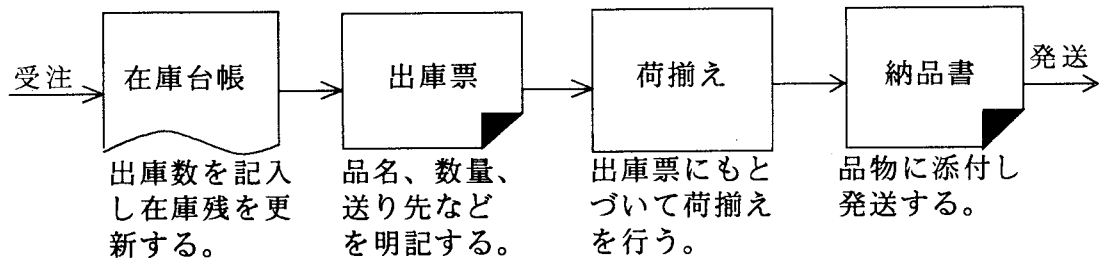 受注
在庫台帳
出庫票
荷揃え
納品書
発送
出庫数を記入
し在庫残を更
新する。
品名、数量、
送り先など
を明記する。
出庫票にもと
づいて荷揃え
を行う。
品物に添付し
発送する。